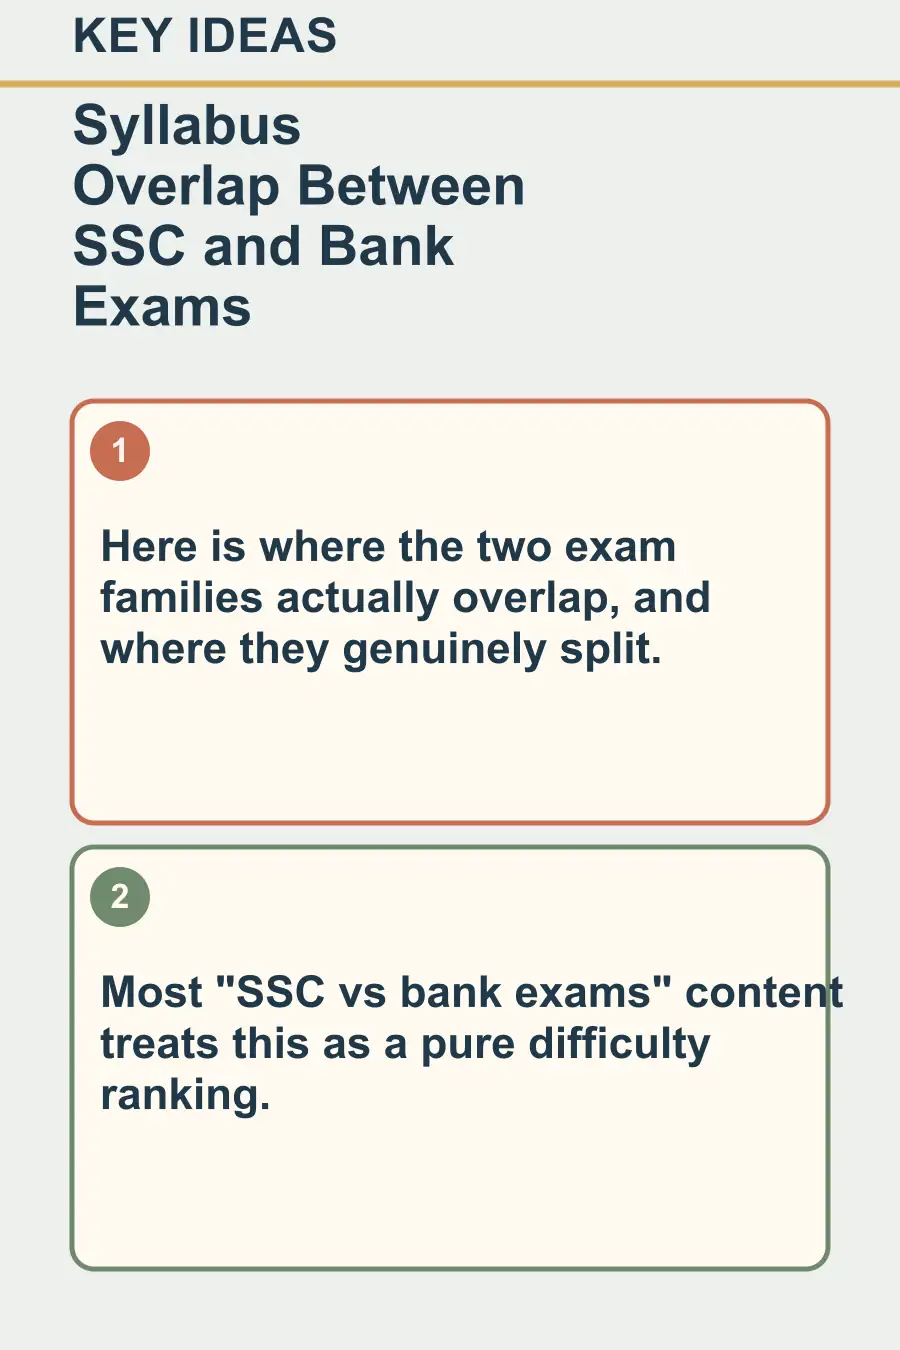 KEY IDEAS
Syllabus
Overlap Between
SSC and Bank
Exams
1
Here is where the two exam
families actually overlap, and
where they genuinely split.
2
Most "SSC vs bank exams" content
treats this as a pure difficulty
ranking.